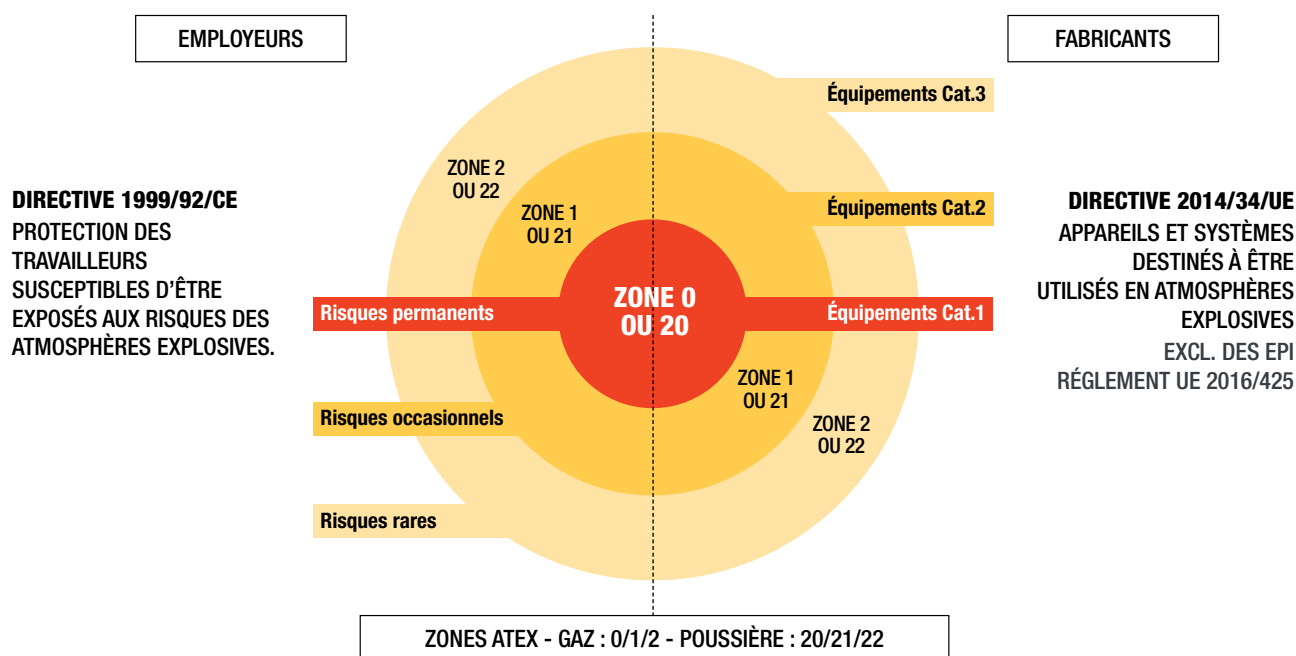 EMPLOYEURS
FABRICANTS
DIRECTIVE 1999/92/CE
PROTECTION DES
TRAVAILLEURS
SUSCEPTIBLES D'ÊTRE
EXPOSÉS AUX RISQUES DES
ATMOSPHÈRES EXPLOSIVES.
Risques permanents
Risques occasionnels
Risques rares
ZONE 2
OU 22
ZONE 1
OU 21
ZONE 0
OU 20
ZONE 1
OU 21
ZONE 2
OU 22
Équipements Cat.3
Équipements Cat.2
Équipements Cat.1
DIRECTIVE 2014/34/UE
APPAREILS ET SYSTÈMES
DESTINÉS À ÊTRE
UTILISÉS EN ATMOSPHÈRES
EXPLOSIVES
EXCL. DES EPI
RÉGLEMENT UE 2016/425
ZONES ATEX - GAZ : 0/1/2 - POUSSIÈRE : 20/21/22